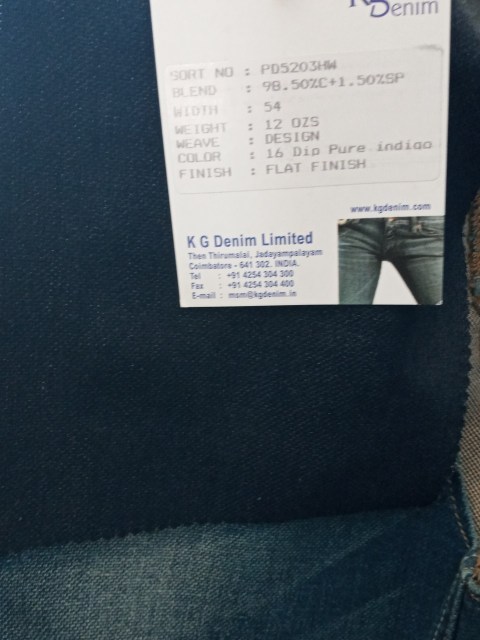 KG Denim
SORT NO : PD5203HW
BLEND : 98.50%C+1.50%SP
WIDTH : 54
WEIGHT : 12 OZS
WEAVE : DESIGN
COLOR : 16 Dip Pure indigo
FINISH : FLAT FINISH
www.kgdenim.com
K G Denim Limited
Then Thirumalai, Jadayampalayam
Coimbatore - 641 302. INDIA.
Tel : +91 4254 304 300
Fax : +91 4254 304 400
E-mail : msm@kgdenim.in